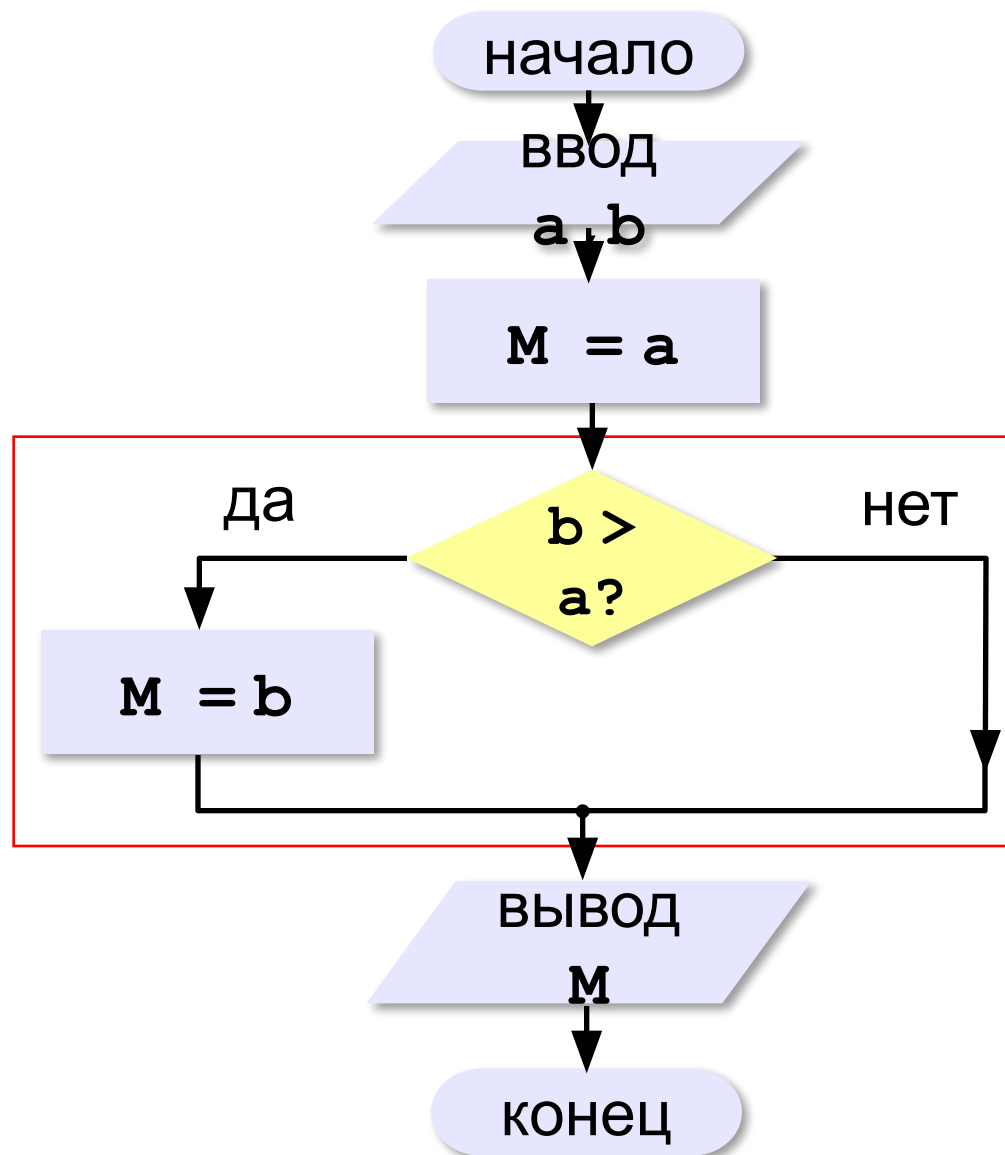 начало
ввод
a,b
M = a
да
нет
b >
a?
M = b
вывод
M
конец